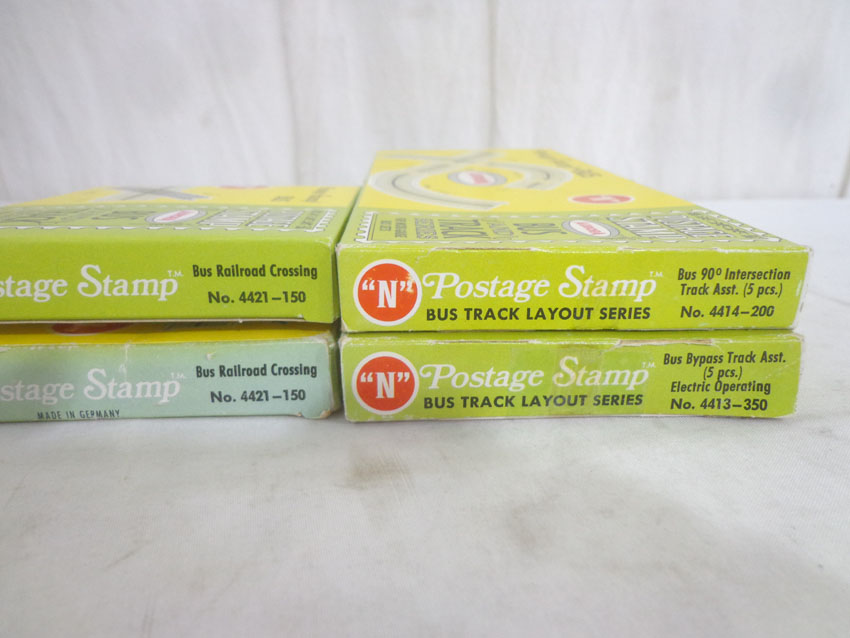 stage Stamp T.M.
Bus Railroad Crossing
No. 4421-150
stage Stamp T.M.
Bus Railroad Crossing
No. 4421-150
MADE IN GERMANY
"N" Postage Stamp T.M.
BUS TRACK LAYOUT SERIES
Bus 90º Intersection
Track Asst. (5 pcs.)
No. 4414-200
"N" Postage Stamp T.M.
BUS TRACK LAYOUT SERIES
Bus Bypass Track Asst.
(5 pcs.)
Electric Operating
No. 4413-350